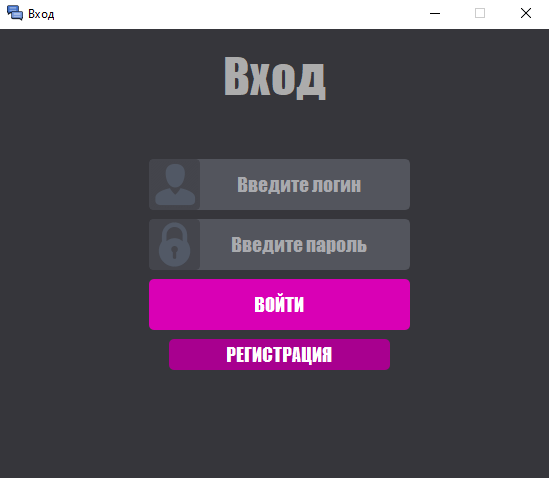 Вход
Вход
Введите логин
Введите пароль
ВОЙТИ
РЕГИСТРАЦИЯ